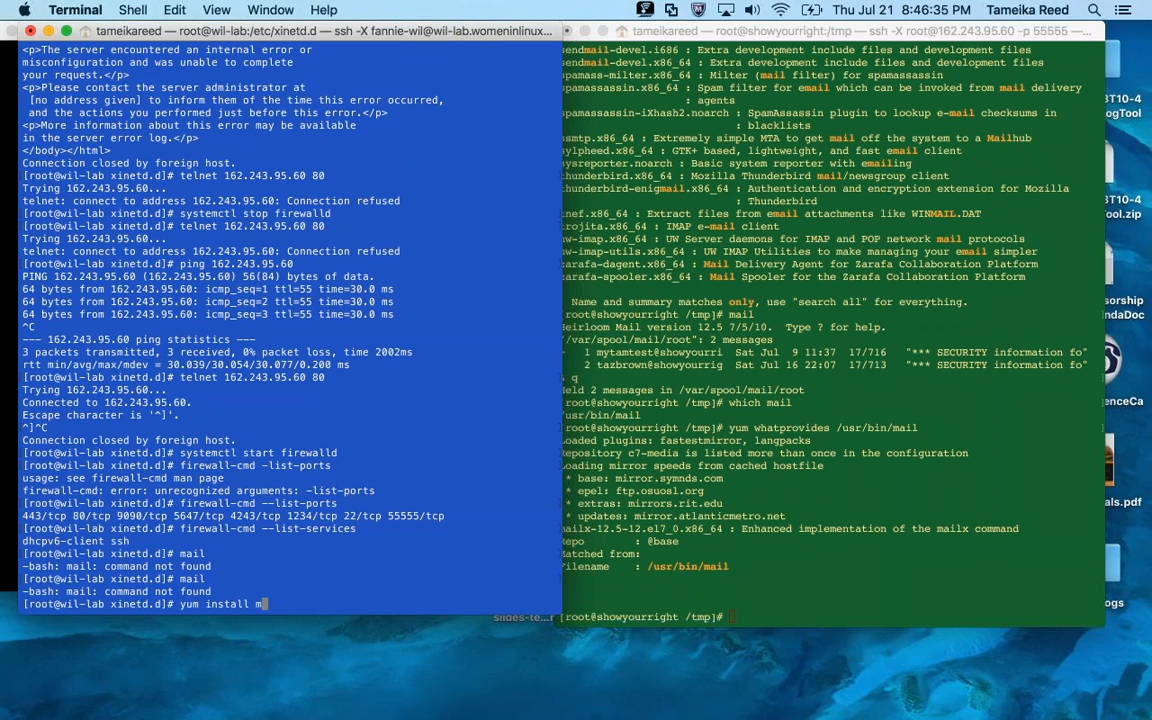 Terminal Shell Edit View Window Help Thu Jul 21 8:46:35 PM Tameika Reed
tameikareed — root@wil-lab:/etc/xinetd.d — ssh -X fannie-wil@wil-lab.womeninlinux...
<p>The server encountered an internal error or
misconfiguration and was unable to complete
your request.</p>
<p>Please contact the server administrator at
[no address given] to inform them of the time this error occurred,
and the actions you performed just before this error.</p>
<p>More information about this error may be available
in the server error log.</p>
</body></html>
Connection closed by foreign host.
[root@wil-lab xinetd.d]# telnet 162.243.95.60 80
Trying 162.243.95.60...
telnet: connect to address 162.243.95.60: Connection refused
[root@wil-lab xinetd.d]# systemctl stop firewalld
[root@wil-lab xinetd.d]# telnet 162.243.95.60 80
Trying 162.243.95.60...
telnet: connect to address 162.243.95.60: Connection refused
[root@wil-lab xinetd.d]# ping 162.243.95.60
PING 162.243.95.60 (162.243.95.60) 56(84) bytes of data.
64 bytes from 162.243.95.60: icmp_seq=1 ttl=55 time=30.0 ms
64 bytes from 162.243.95.60: icmp_seq=2 ttl=55 time=30.0 ms
64 bytes from 162.243.95.60: icmp_seq=3 ttl=55 time=30.0 ms
^C
--- 162.243.95.60 ping statistics ---
3 packets transmitted, 3 received, 0% packet loss, time 2002ms
rtt min/avg/max/mdev = 30.039/30.054/30.077/0.200 ms
[root@wil-lab xinetd.d]# telnet 162.243.95.60 80
Trying 162.243.95.60...
Connected to 162.243.95.60.
Escape character is '^]'.
^]^C
Connection closed by foreign host.
[root@wil-lab xinetd.d]# systemctl start firewalld
[root@wil-lab xinetd.d]# firewall-cmd -list-ports
usage: see firewall-cmd man page
firewall-cmd: error: unrecognized arguments: -list-ports
[root@wil-lab xinetd.d]# firewall-cmd --list-ports
443/tcp 80/tcp 9090/tcp 5647/tcp 4243/tcp 1234/tcp 22/tcp 55555/tcp
[root@wil-lab xinetd.d]# firewall-cmd --list-services
dhcpv6-client ssh
[root@wil-lab xinetd.d]# mail
-bash: mail: command not found
[root@wil-lab xinetd.d]# mail
-bash: mail: command not found
[root@wil-lab xinetd.d]# yum install m
tameikareed — root@showyourright:/tmp — ssh -X root@162.243.95.60 -p 55555 —...
sendmail-devel.i686 : Extra development include files and devel files
sendmail-devel.x86_64 : Extra development include files and devel files
spamass-milter.x86_64 : Milter (mail filter) for spamassassin
spamassassin.x86_64 : Spam filter for email which can be invoked from mail delivery
: agents
spamassassin-iXhash2.noarch : SpamAssassin plugin to lookup e-mail checksums in
: blacklists
ssmtp.x86_64 : Extremely simple MTA to get mail off the system to a Mailhub
sylpheed.x86_64 : GTK+ based, lightweight, and fast email client
sysreporter.noarch : Basic system reporter with emailing
thunderbird.x86_64 : Mozilla Thunderbird mail/newsgroup client
thunderbird-enigmail.x86_64 : Authentication and encryption extension for Mozilla
: Thunderbird
tnef.x86_64 : Extract files from email attachments like WINMAIL.DAT
trojita.x86_64 : IMAP e-mail client
uw-imap.x86_64 : UW Server daemons for IMAP and POP network mail protocols
uw-imap-utils.x86_64 : UW IMAP Utilities to make managing your email simpler
zarafa-dagent.x86_64 : Mail Delivery Agent for Zarafa Collaboration Platform
zarafa-spooler.x86_64 : Mail Spooler for the Zarafa Collaboration Platform
Name and summary matches only, use "search all" for everything.
[root@showyourright /tmp]# mail
Heirloom Mail version 12.5 7/5/10. Type ? for help.
"/var/spool/mail/root": 2 messages
> 1 mytamtest@showyourri Sat Jul 9 11:37 17/716 "*** SECURITY information fo"
2 tazbrown@showyourrig Sat Jul 16 22:07 17/713 "*** SECURITY information fo"
& q
Held 2 messages in /var/spool/mail/root
[root@showyourright /tmp]# which mail
/usr/bin/mail
[root@showyourright /tmp]# yum whatprovides /usr/bin/mail
Loaded plugins: fastestmirror, langpacks
Repository c7-media is listed more than once in the configuration
Loading mirror speeds from cached hostfile
* base: mirror.symnds.com
* epel: ftp.osuosl.org
* extras: mirrors.rit.edu
* updates: mirror.atlanticmetro.net
mailx-12.5-12.el7_0.x86_64 : Enhanced implementation of the mailx command
Repo : @base
Matched from:
Filename : /usr/bin/mail
[root@showyourright /tmp]#
slides-te...f
BT10-4
ogTool
BT10-4
ool.zip
sorship
ndaDoc
enceCa
als.pdf
ogs